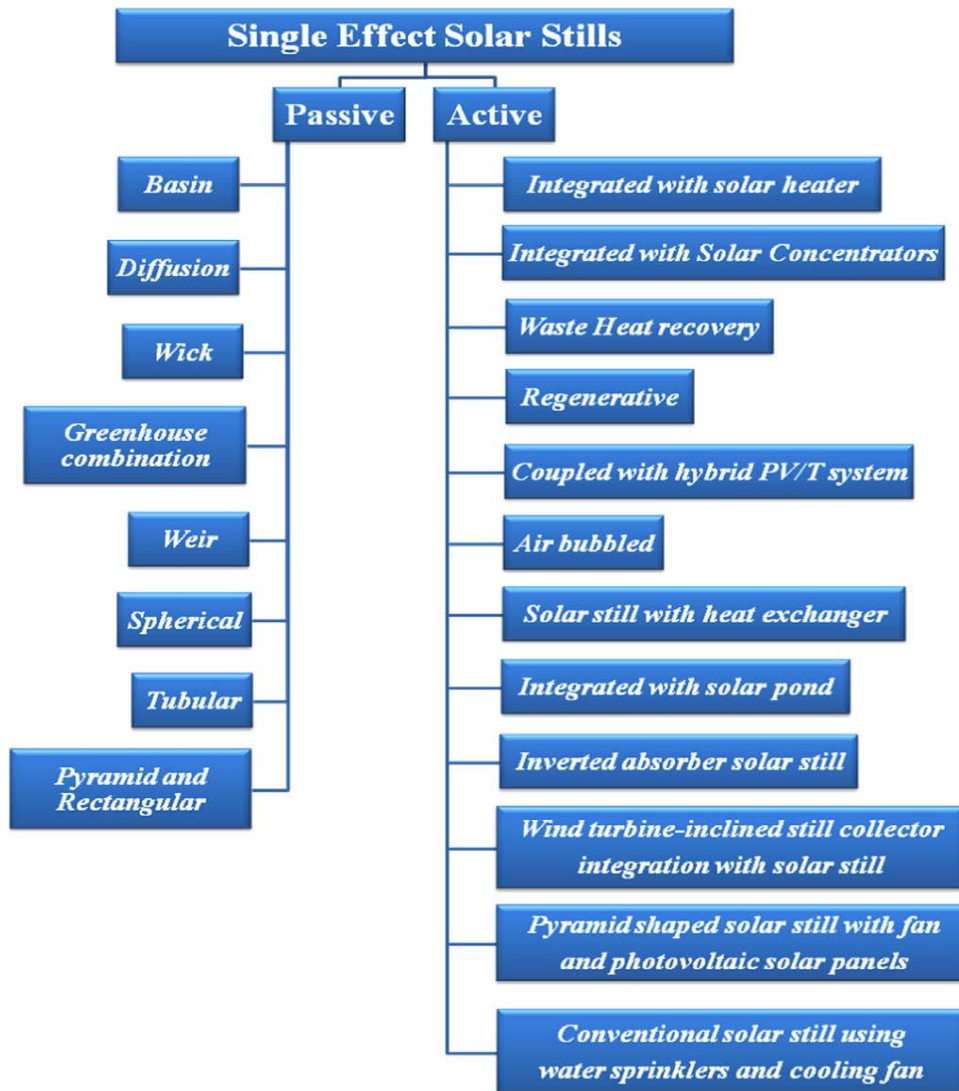 Single Effect Solar Stills
Passive
Active
Basin
Diffusion
Wick
Greenhouse
combination
Weir
Spherical
Tubular
Pyramid and
Rectangular
Integrated with solar heater
Integrated with Solar Concentrators
Waste Heat recovery
Regenerative
Coupled with hybrid PV/T system
Air bubbled
Solar still with heat exchanger
Integrated with solar pond
Inverted absorber solar still
Wind turbine-inclined still collector
integration with solar still
Pyramid shaped solar still with fan
and photovoltaic solar panels
Conventional solar still using
water sprinklers and cooling fan